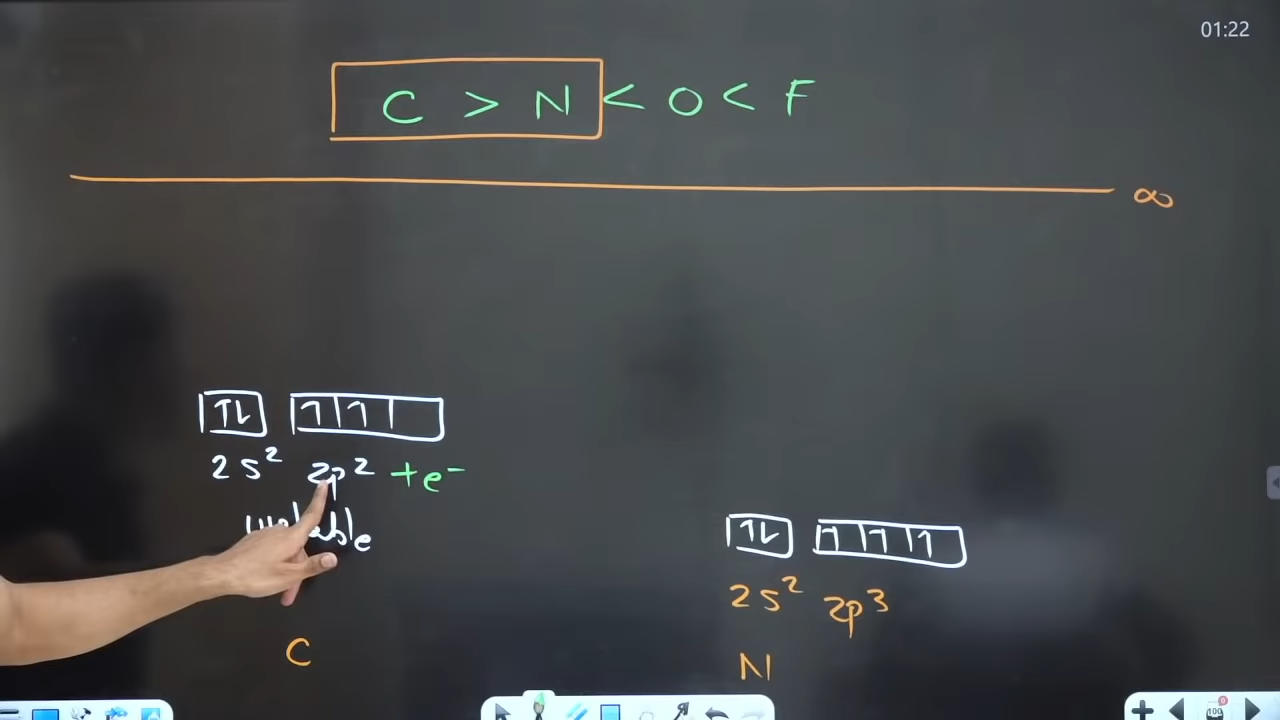 01:22
C > N < O < F
∞
2s² 2p² + e⁻
2s² 2p³
C
N